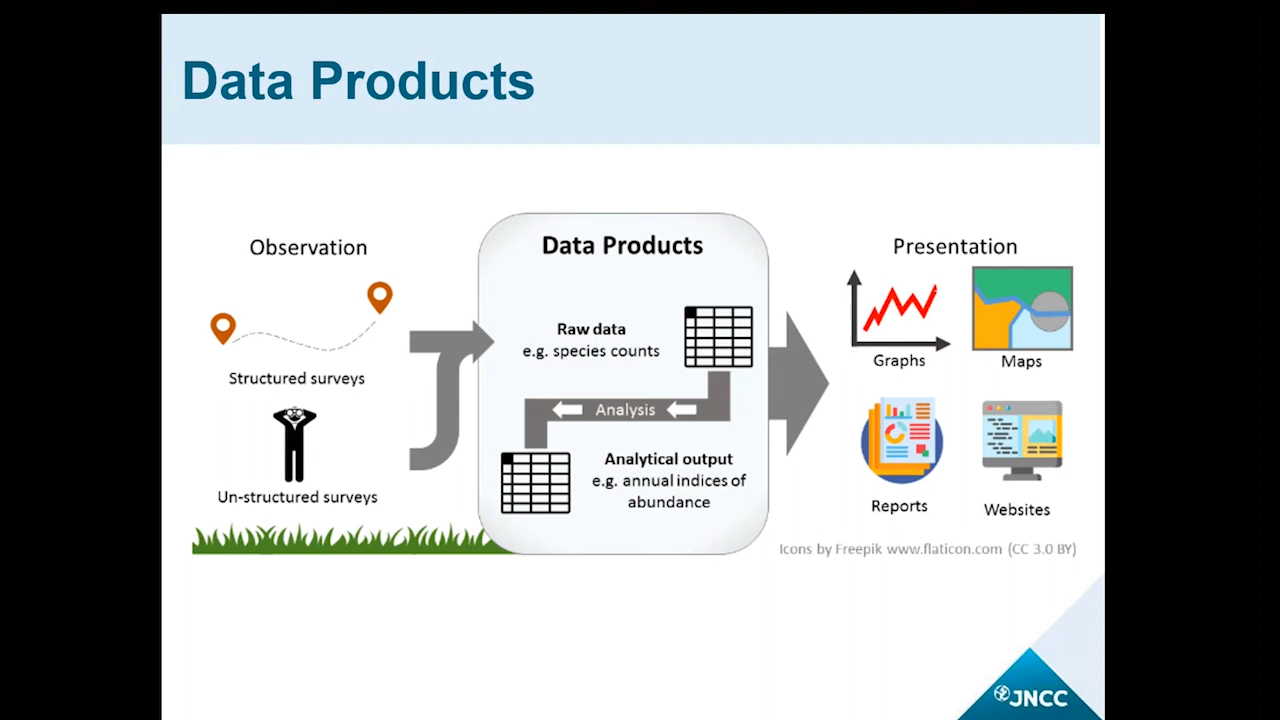 Data Products
Observation
Structured surveys
Un-structured surveys
Data Products
Raw data
e.g. species counts
Analysis
Analytical output
e.g. annual indices of
abundance
Presentation
Graphs
Maps
Reports
Websites
Icons by Freepik www.flaticon.com (CC 3.0 BY)
JNCC